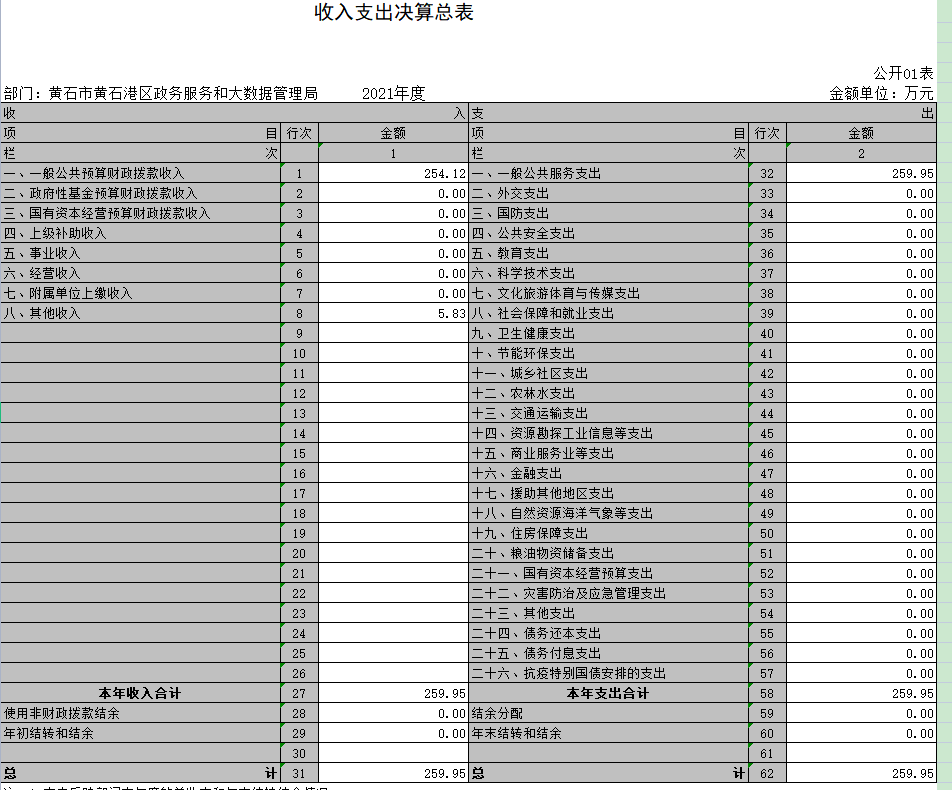 收入支出决算总表
公开01表
部门：黄石市黄石港区政务服务和大数据管理局 2021年度 金额单位：万元
收 入 支 出
项 目 行次 金额 项 目 行次 金额
栏 次 1 栏 次 2
一、一般公共预算财政拨款收入 1 254.12 一、一般公共服务支出 32 259.95
二、政府性基金预算财政拨款收入 2 0.00 二、外交支出 33 0.00
三、国有资本经营预算财政拨款收入 3 0.00 三、国防支出 34 0.00
四、上级补助收入 4 0.00 四、公共安全支出 35 0.00
五、事业收入 5 0.00 五、教育支出 36 0.00
六、经营收入 6 0.00 六、科学技术支出 37 0.00
七、附属单位上缴收入 7 0.00 七、文化旅游体育与传媒支出 38 0.00
八、其他收入 8 5.83 八、社会保障和就业支出 39 0.00
9 九、卫生健康支出 40 0.00
10 十、节能环保支出 41 0.00
11 十一、城乡社区支出 42 0.00
12 十二、农林水支出 43 0.00
13 十三、交通运输支出 44 0.00
14 十四、资源勘探工业信息等支出 45 0.00
15 十五、商业服务业等支出 46 0.00
16 十六、金融支出 47 0.00
17 十七、援助其他地区支出 48 0.00
18 十八、自然资源海洋气象等支出 49 0.00
19 十九、住房保障支出 50 0.00
20 二十、粮油物资储备支出 51 0.00
21 二十一、国有资本经营预算支出 52 0.00
22 二十二、灾害防治及应急管理支出 53 0.00
23 二十三、其他支出 54 0.00
24 二十四、债务还本支出 55 0.00
25 二十五、债务付息支出 56 0.00
26 二十六、抗疫特别国债安排的支出 57 0.00
本年收入合计 27 259.95 本年支出合计 58 259.95
使用非财政拨款结余 28 0.00 结余分配 59 0.00
年初结转和结余 29 0.00 年末结转和结余 60 0.00
30 61
总 计 31 259.95 总 计 62 259.95